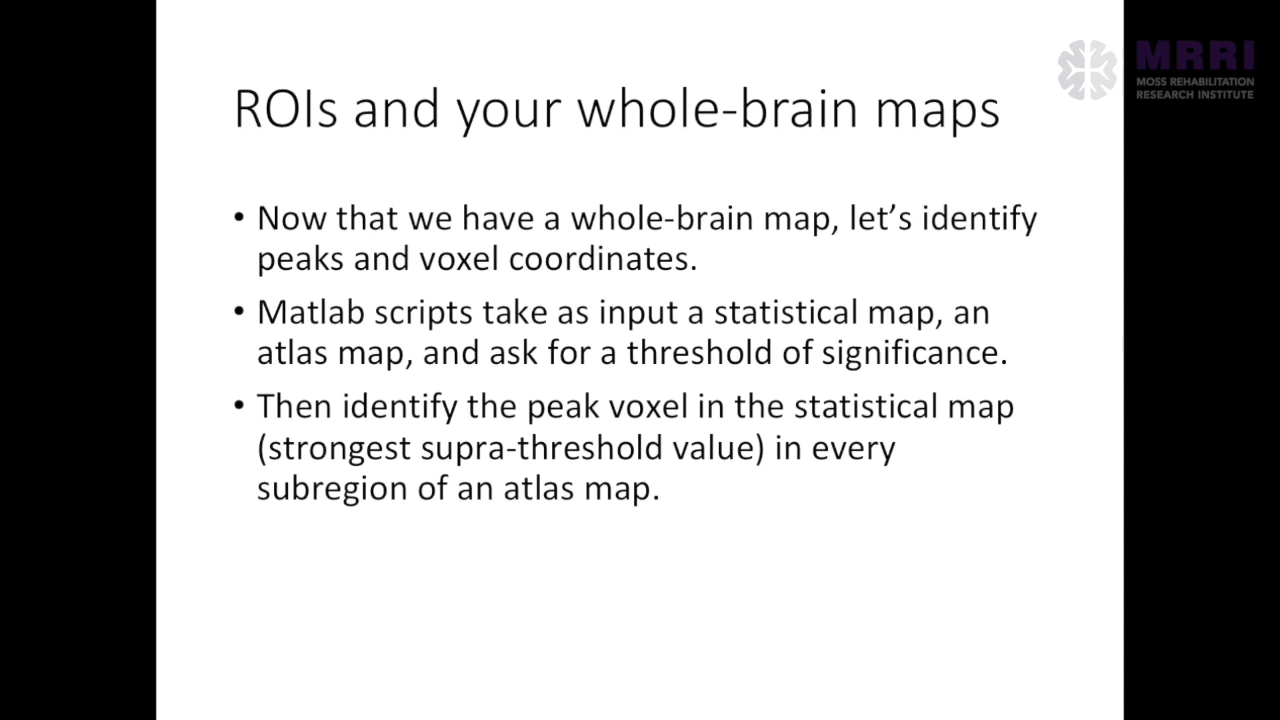 MRRI
MOSS REHABILITATION
RESEARCH INSTITUTE
ROIs and your whole-brain maps
• Now that we have a whole-brain map, let’s identify
peaks and voxel coordinates.
• Matlab scripts take as input a statistical map, an
atlas map, and ask for a threshold of significance.
• Then identify the peak voxel in the statistical map
(strongest supra-threshold value) in every
subregion of an atlas map.